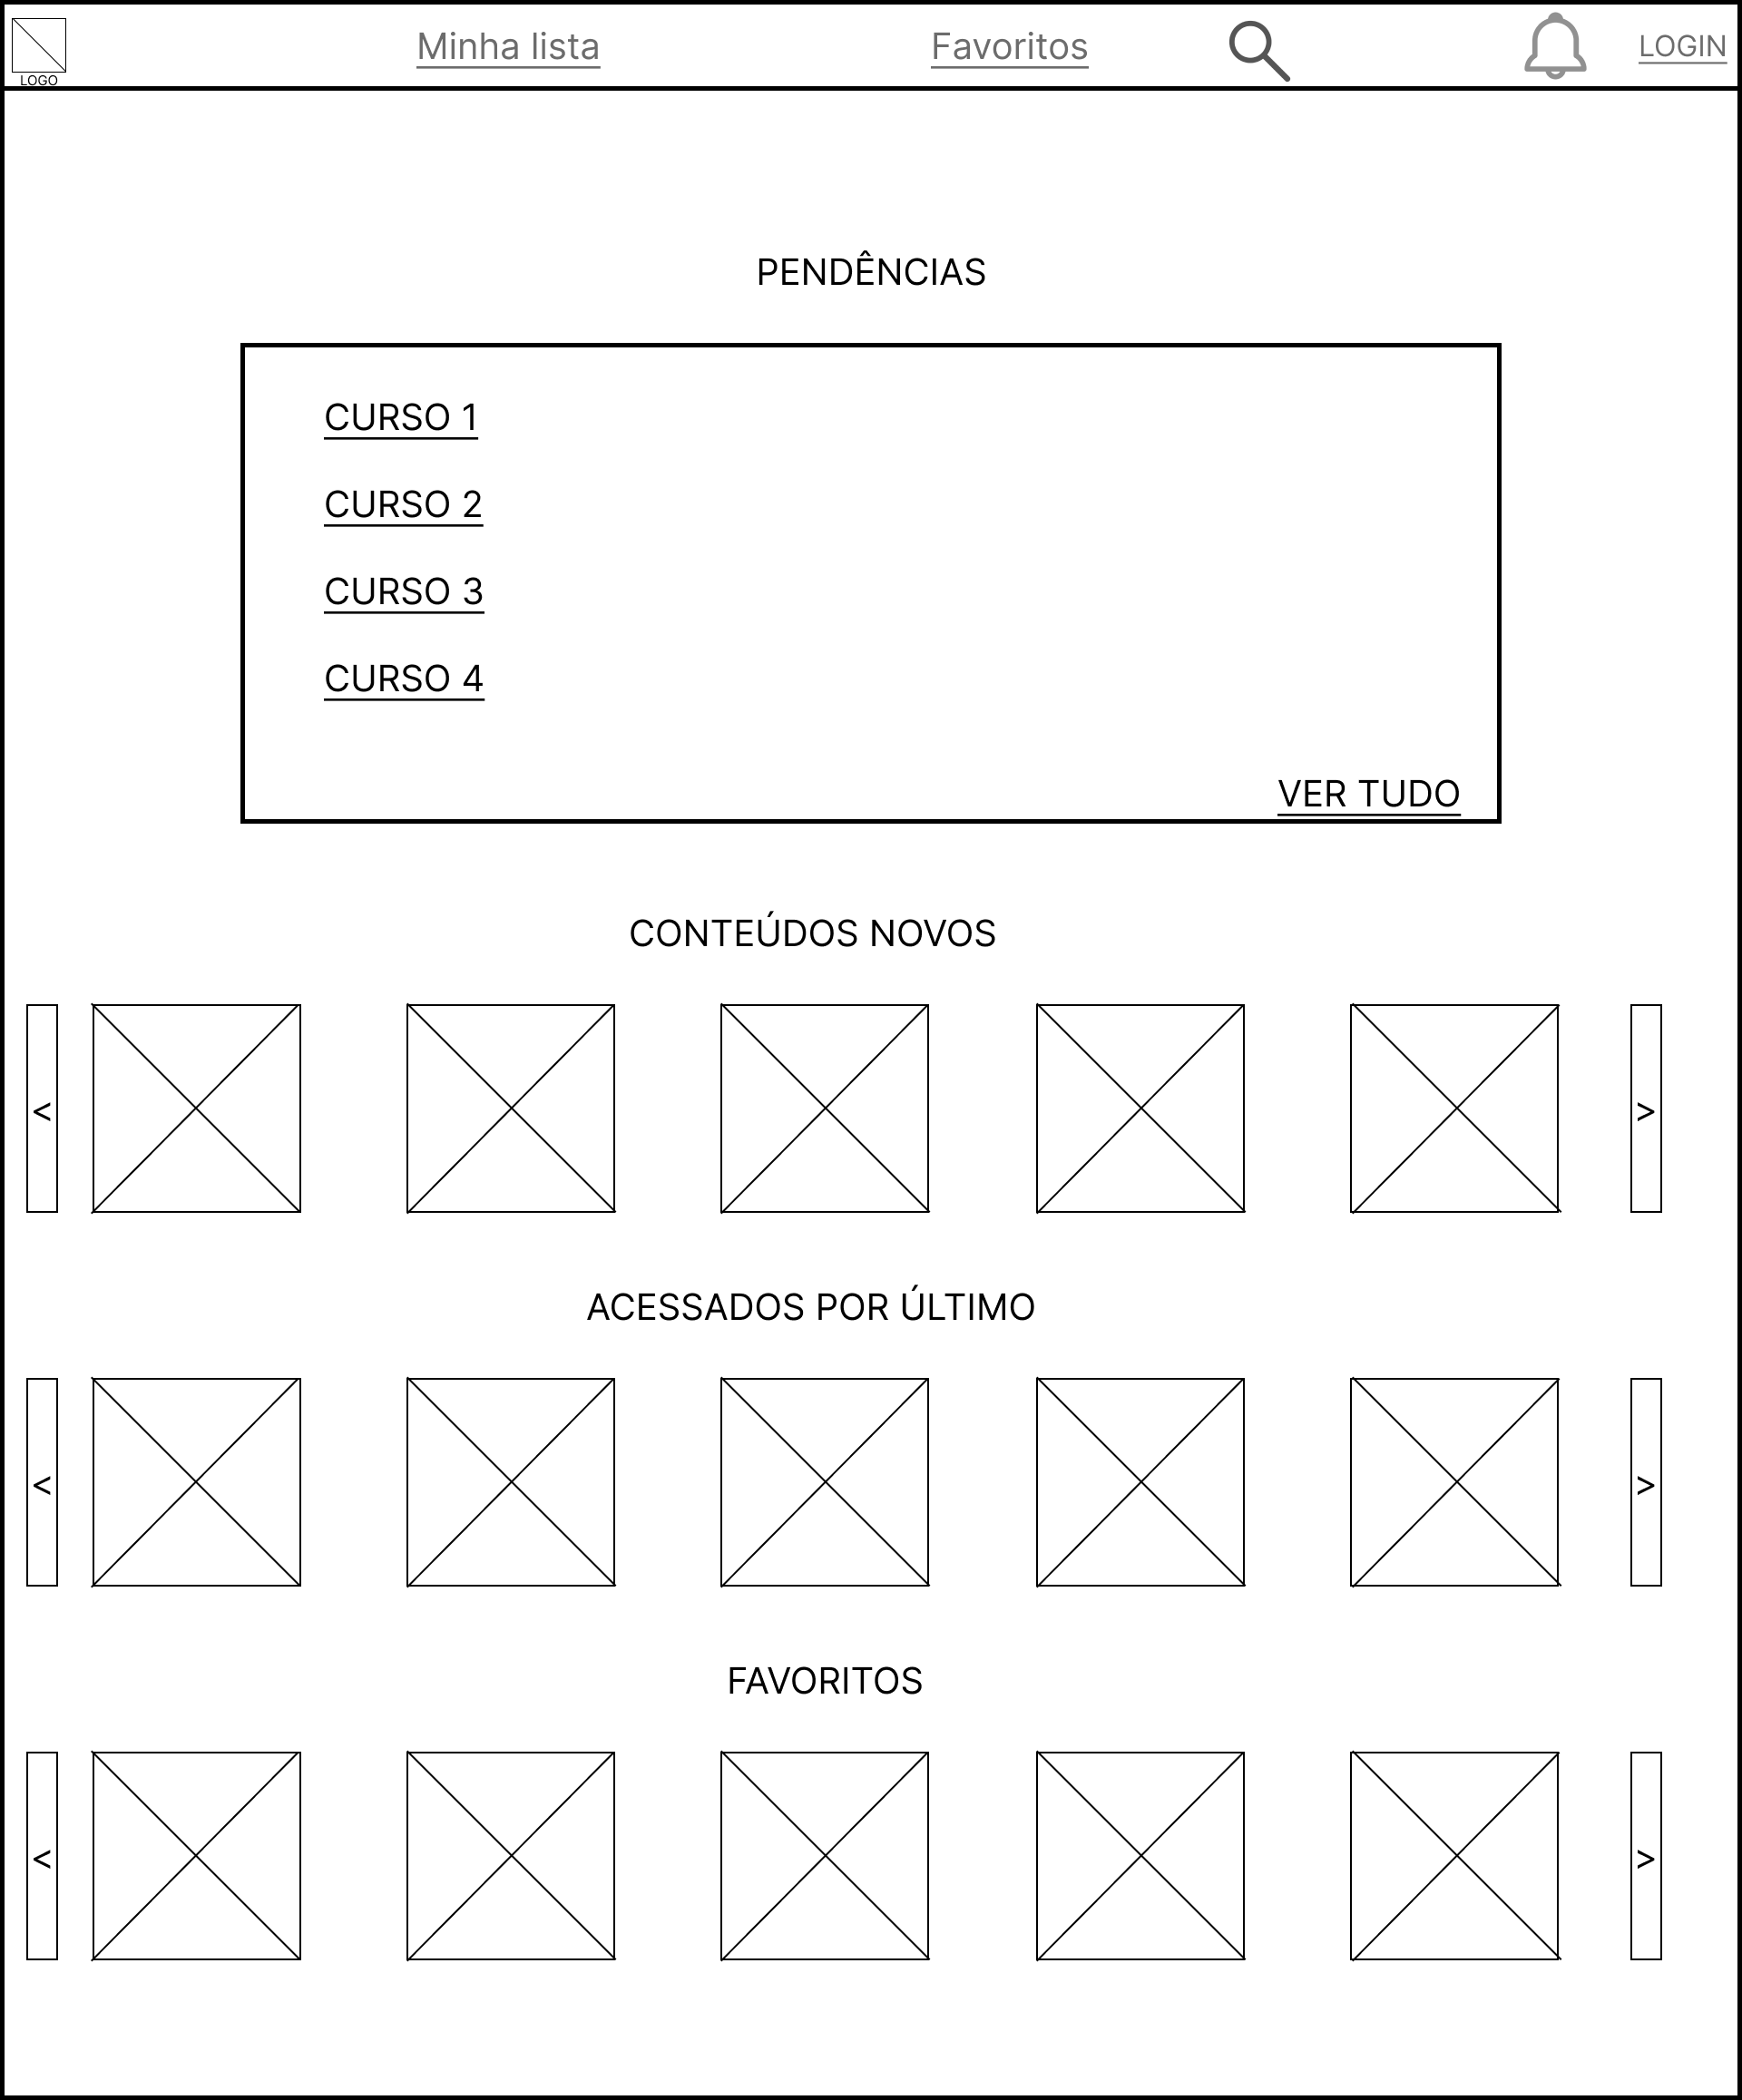 LOGO
Minha lista
Favoritos
LOGIN
PENDÊNCIAS
CURSO 1
CURSO 2
CURSO 3
CURSO 4
VER TUDO
CONTEÚDOS NOVOS
<
>
ACESSADOS POR ÚLTIMO
<
>
FAVORITOS
<
>